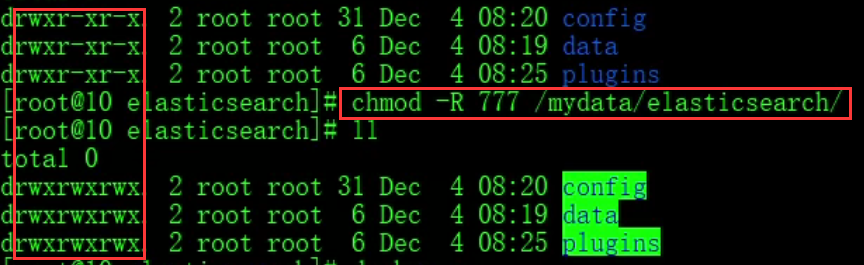 drwxr-xr-x. 2 root root 31 Dec  4 08:20 config
drwxr-xr-x. 2 root root  6 Dec  4 08:19 data
drwxr-xr-x. 2 root root  6 Dec  4 08:25 plugins
[root@10 elasticsearch]# chmod -R 777 /mydata/elasticsearch/
[root@10 elasticsearch]# ll
total 0
drwxrwxrwx. 2 root root 31 Dec  4 08:20 config
drwxrwxrwx. 2 root root  6 Dec  4 08:19 data
drwxrwxrwx. 2 root root  6 Dec  4 08:25 plugins